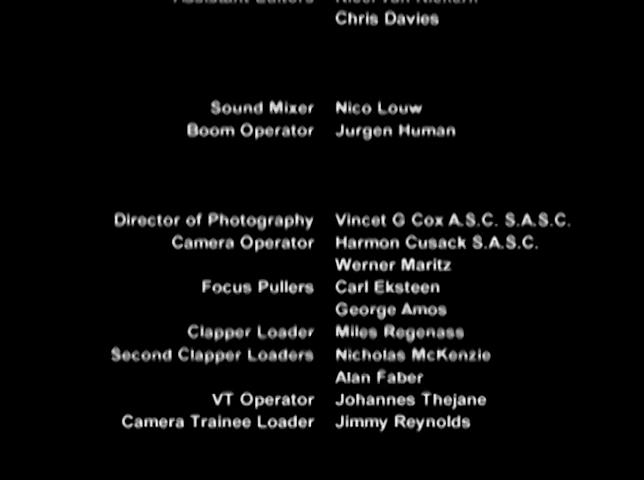 Assistant Editors
Chris Davies
Sound Mixer Nico Louw
Boom Operator Jurgen Human
Director of Photography Vincet G Cox A.S.C. S.A.S.C.
Camera Operator Harmon Cusack S.A.S.C.
Werner Maritz
Focus Pullers Carl Eksteen
George Amos
Clapper Loader Miles Regenass
Second Clapper Loaders Nicholas McKenzie
Alan Faber
VT Operator Johannes Thejane
Camera Trainee Loader Jimmy Reynolds